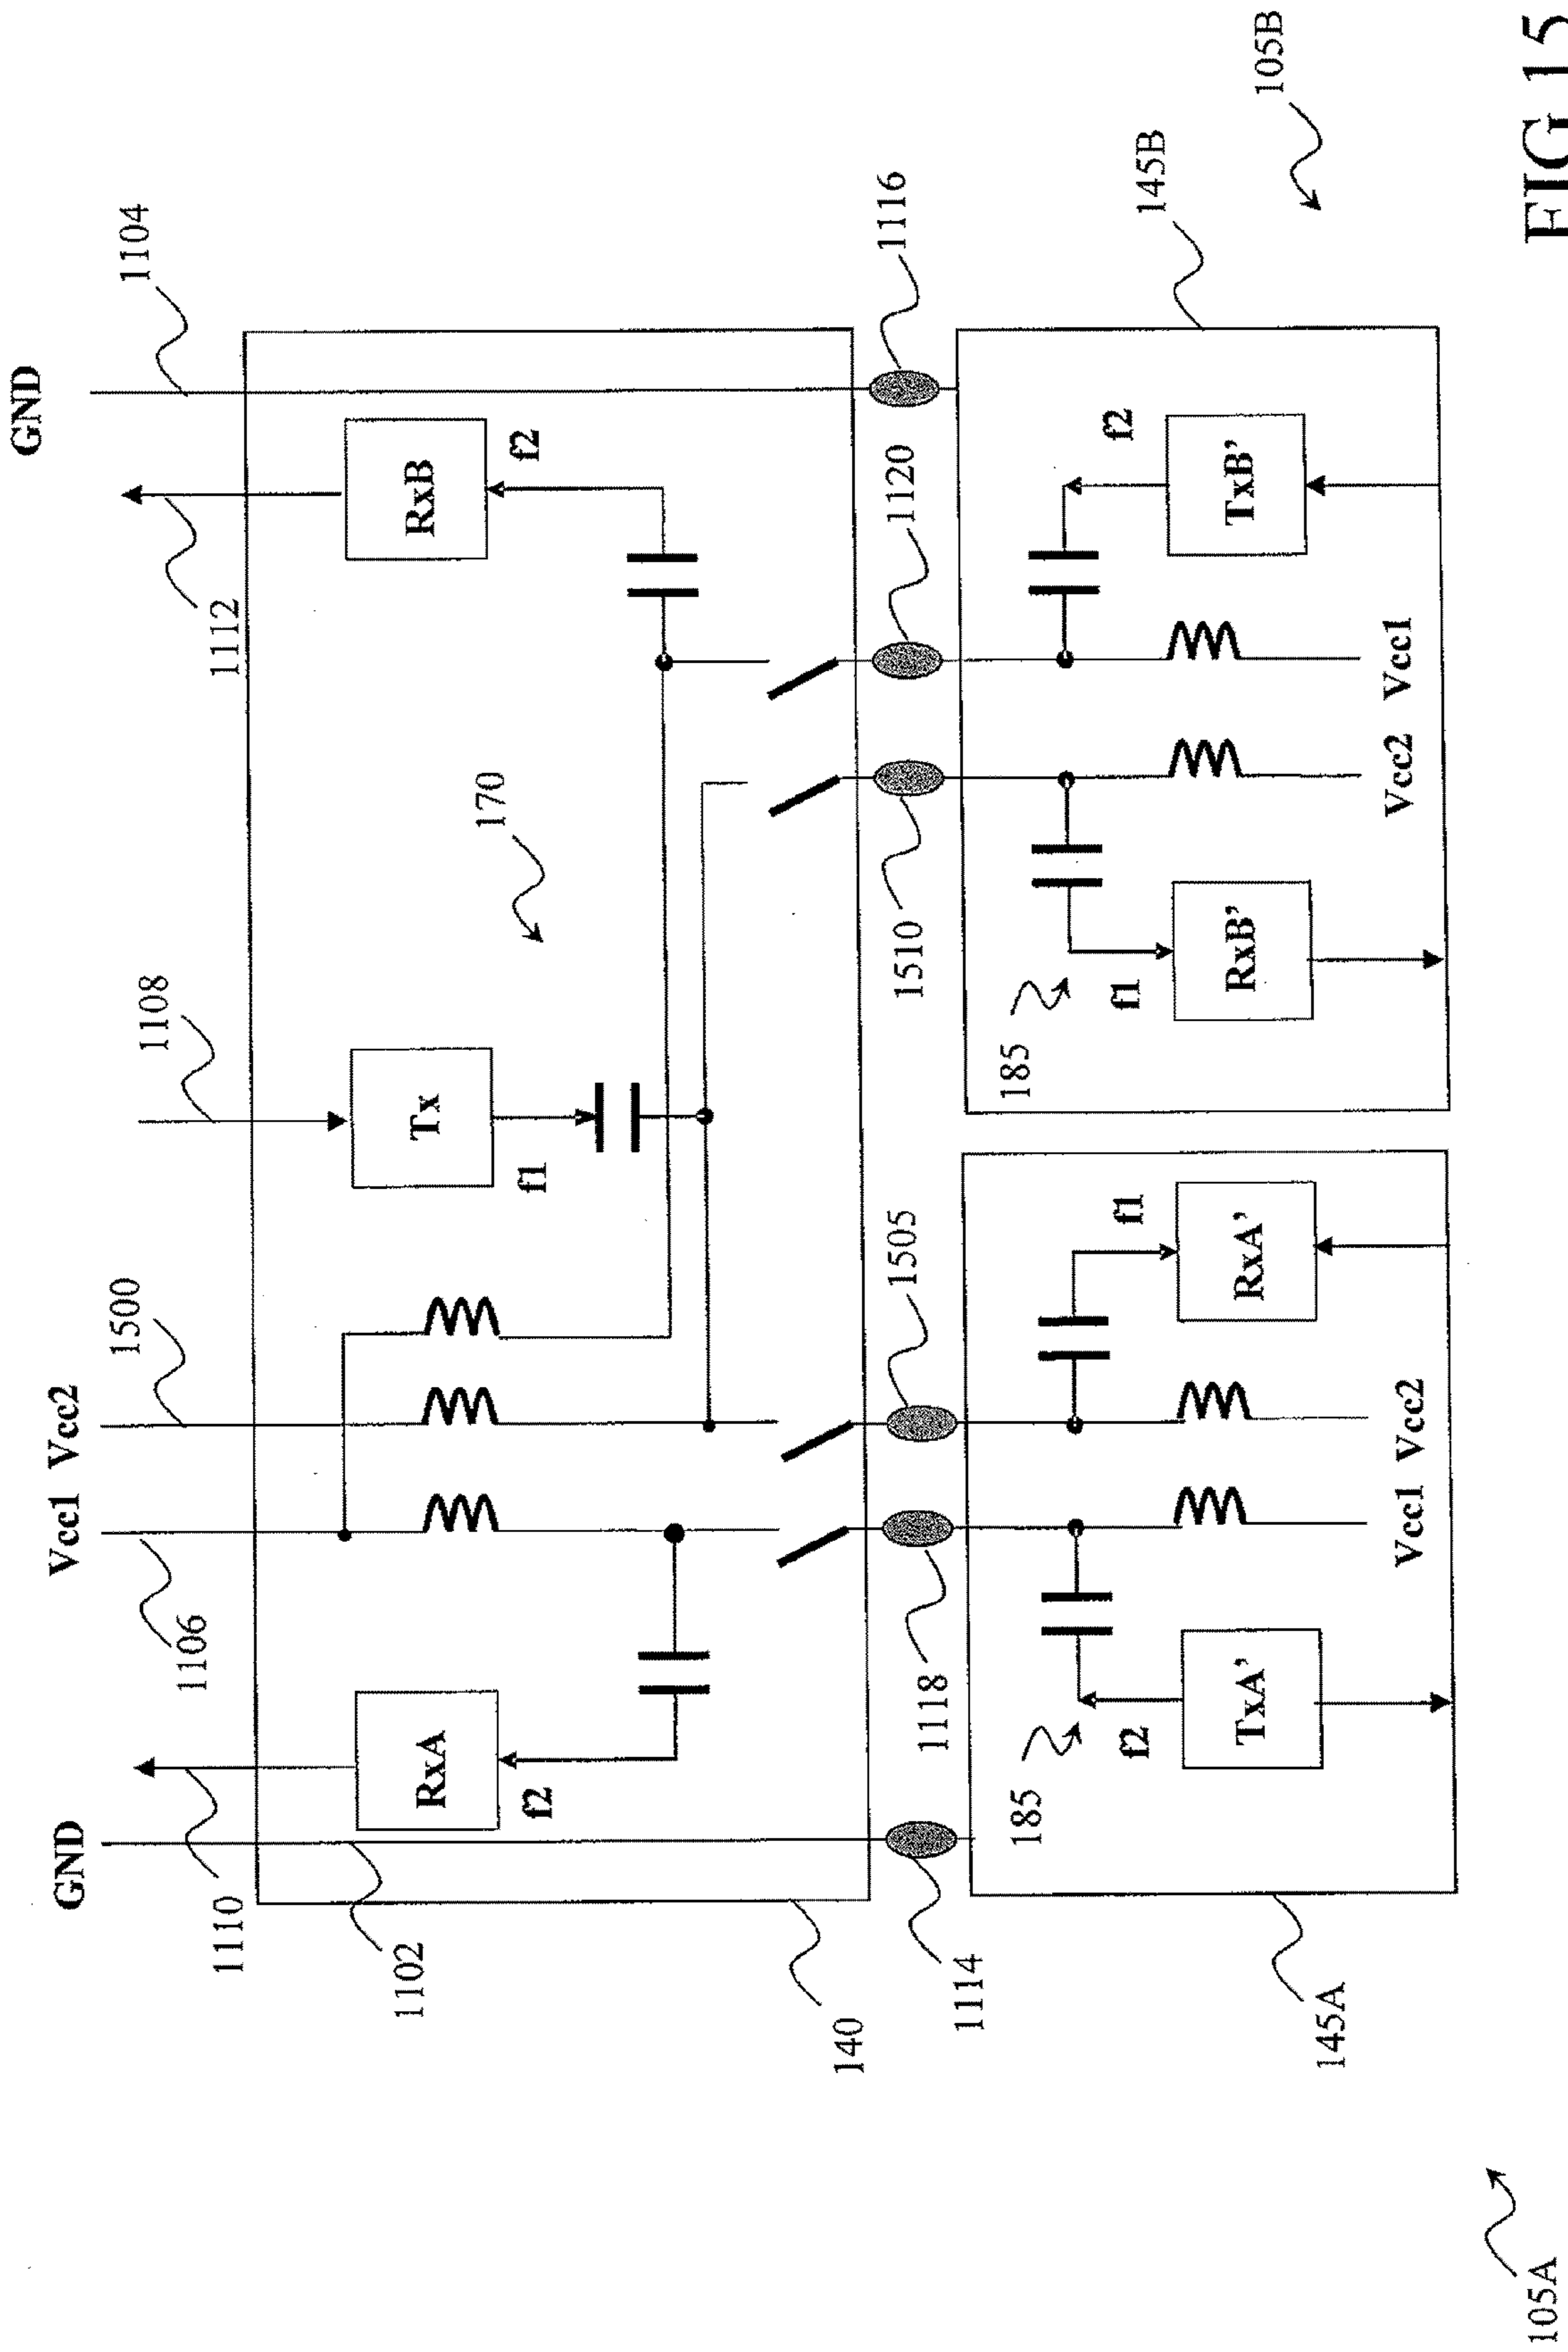 GND
Vcc1 Vcc2
GND
1110
1102
1106
1500
1108
1112
1104
RxA
f2
Tx
f1
170
RxB
f2
140
1114
1118
1505
1510
1120
1116
185
f2
TxA'
Vcc1 Vcc2
f1
RxA'
145A
185
f1
RxB'
Vcc2 Vcc1
f2
TxB'
145B
105A
105B
FIG 15